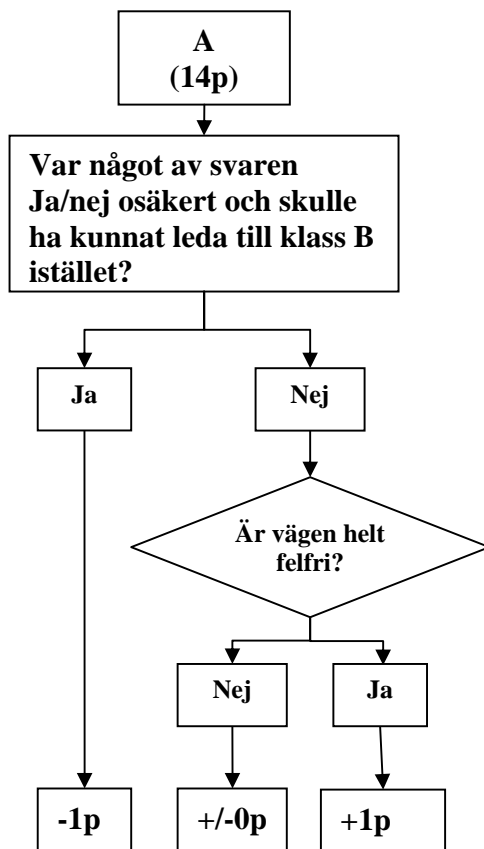 A
(14p)
Var något av svaren
Ja/nej osäkert och skulle
ha kunnat leda till klass B
istället?
Ja
Nej
Är vägen helt
felfri?
Nej
Ja
-1p
+/-0p
+1p